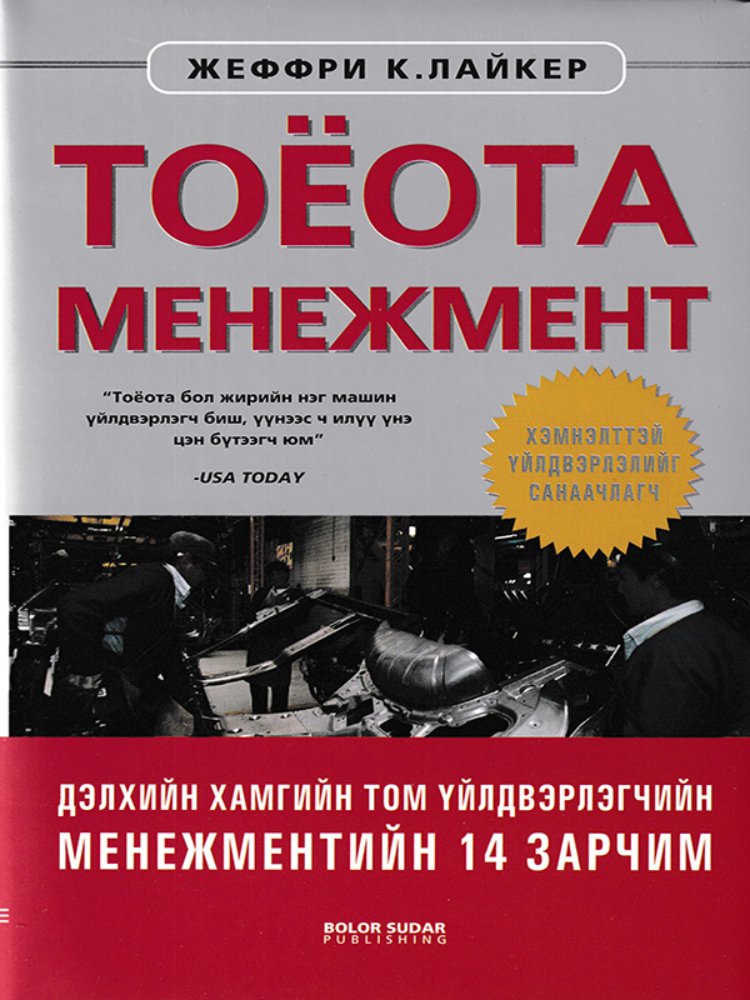 ЖЕФФРИ К.ЛАЙКЕР
ТОЁОТА
МЕНЕЖМЕНТ
“Тоёота бол жирийн нэг машин
үйлдвэрлэгч биш, үүнээс ч илүү үнэ
цэн бүтээгч юм”
-USA TODAY
ХЭМНЭЛТТЭЙ
ҮЙЛДВЭРЛЭЛИЙГ
САНААЧЛАГЧ
ДЭЛХИЙН ХАМГИЙН ТОМ ҮЙЛДВЭРЛЭГЧИЙН
МЕНЕЖМЕНТИЙН 14 ЗАРЧИМ
BOLOR SUDAR
PUBLISHING